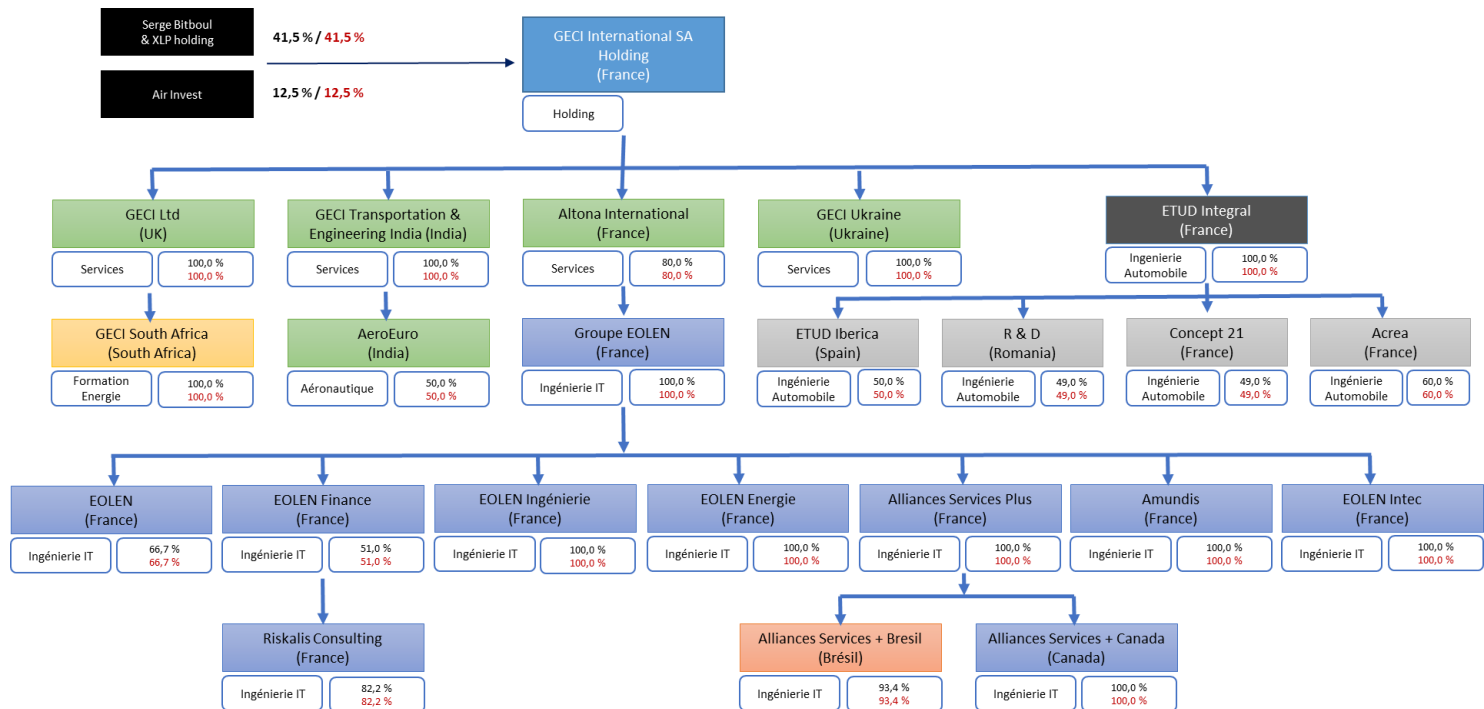 Serge Bitboul
& XLP holding
41,5 % / 41,5 %
Air Invest
12,5 % / 12,5 %
GECI International SA
Holding
(France)
Holding
GECI Ltd
(UK)
Services
100,0 %
100,0 %
GECI Transportation &
Engineering India (India)
Services
100,0 %
100,0 %
Altona International
(France)
Services
80,0 %
80,0 %
GECI Ukraine
(Ukraine)
Services
100,0 %
100,0 %
ETUD Integral
(France)
Ingenierie
Automobile
100,0 %
100,0 %
GECI South Africa
(South Africa)
Formation
Energie
100,0 %
100,0 %
AeroEuro
(India)
Aéronautique
50,0 %
50,0 %
Groupe EOLEN
(France)
Ingénierie IT
100,0 %
100,0 %
ETUD Iberica
(Spain)
Ingénierie
Automobile
50,0 %
50,0 %
R & D
(Romania)
Ingénierie
Automobile
49,0 %
49,0 %
Concept 21
(France)
Ingénierie
Automobile
49,0 %
49,0 %
Acrea
(France)
Ingénierie
Automobile
60,0 %
60,0 %
EOLEN
(France)
Ingénierie IT
66,7 %
66,7 %
EOLEN Finance
(France)
Ingénierie IT
51,0 %
51,0 %
EOLEN Ingénierie
(France)
Ingénierie IT
100,0 %
100,0 %
EOLEN Energie
(France)
Ingénierie IT
100,0 %
100,0 %
Alliances Services Plus
(France)
Ingénierie IT
100,0 %
100,0 %
Amundis
(France)
Ingénierie IT
100,0 %
100,0 %
EOLEN Intec
(France)
Ingénierie IT
100,0 %
100,0 %
Riskalis Consulting
(France)
Ingénierie IT
82,2 %
82,2 %
Alliances Services + Bresil
(Brésil)
Ingénierie IT
93,4 %
93,4 %
Alliances Services + Canada
(Canada)
Ingénierie IT
100,0 %
100,0 %